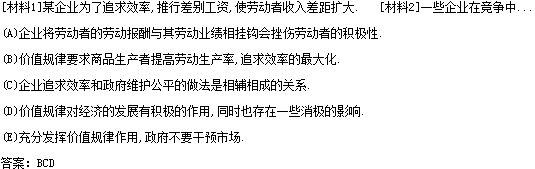 [材料1]某企业为了追求效率,推行差别工资,使劳动者收入差距扩大.　[材料2]一些企业在竞争中...
(A)企业将劳动者的劳动报酬与其劳动业绩相挂钩会挫伤劳动者的积极性.
(B)价值规律要求商品生产者提高劳动生产率,追求效率的最大化.
(C)企业追求效率和政府维护公平的做法是相辅相成的关系.
(D)价值规律对经济的发展有积极的作用,同时也存在一些消极的影响.
(E)充分发挥价值规律作用,政府不要干预市场.
答案: BCD